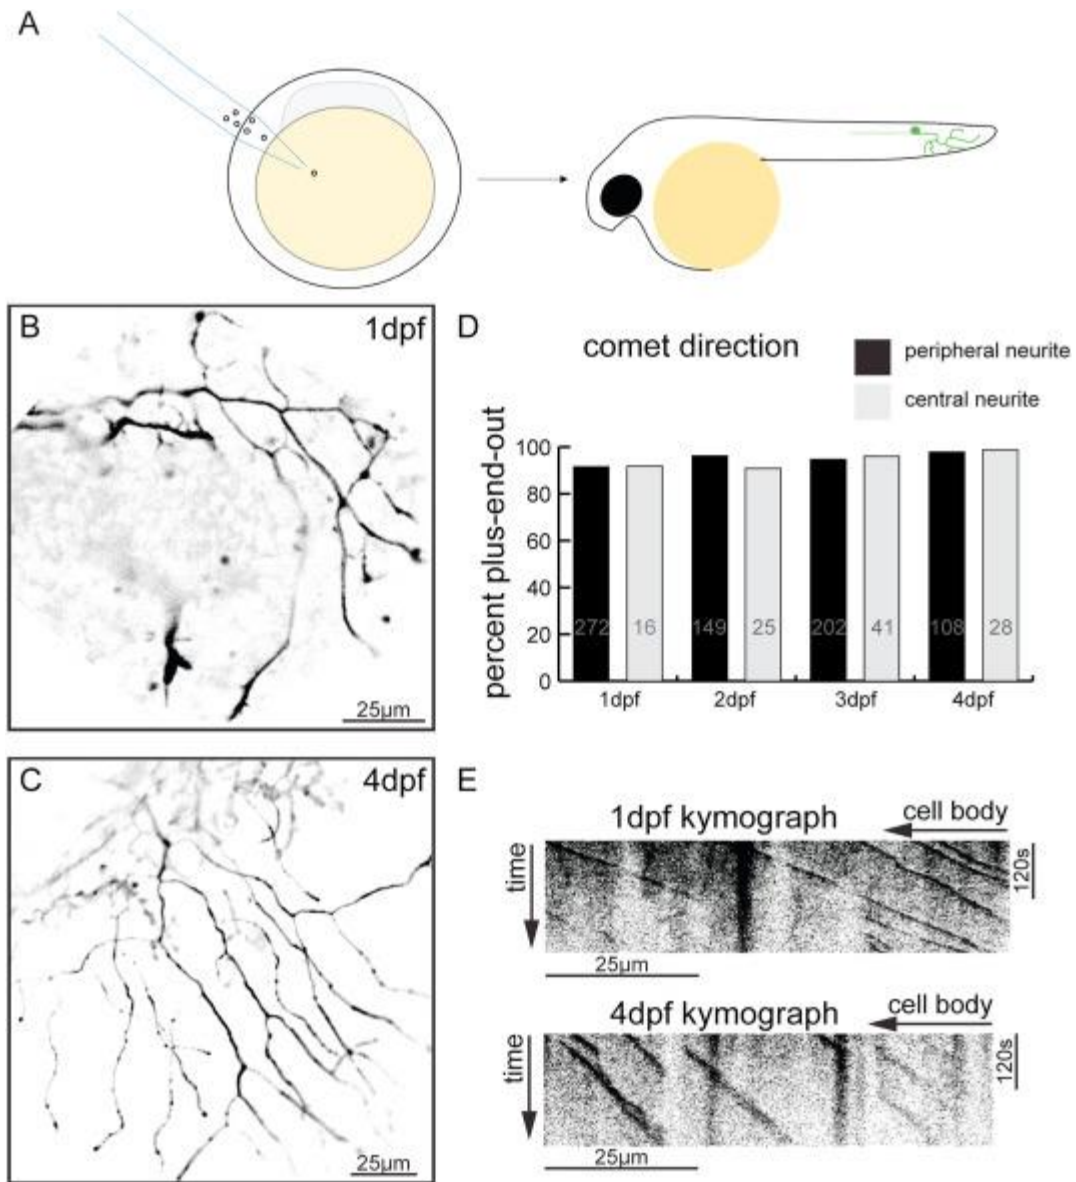 A
B
1dpf
25µm
C
4dpf
25µm
D
comet direction
peripheral neurite
central neurite
percent plus-end-out
100
80
60
40
20
0
272
16
149
25
202
41
108
28
1dpf
2dpf
3dpf
4dpf
E
1dpf kymograph
cell body
time
120s
25µm
4dpf kymograph
cell body
time
120s
25µm